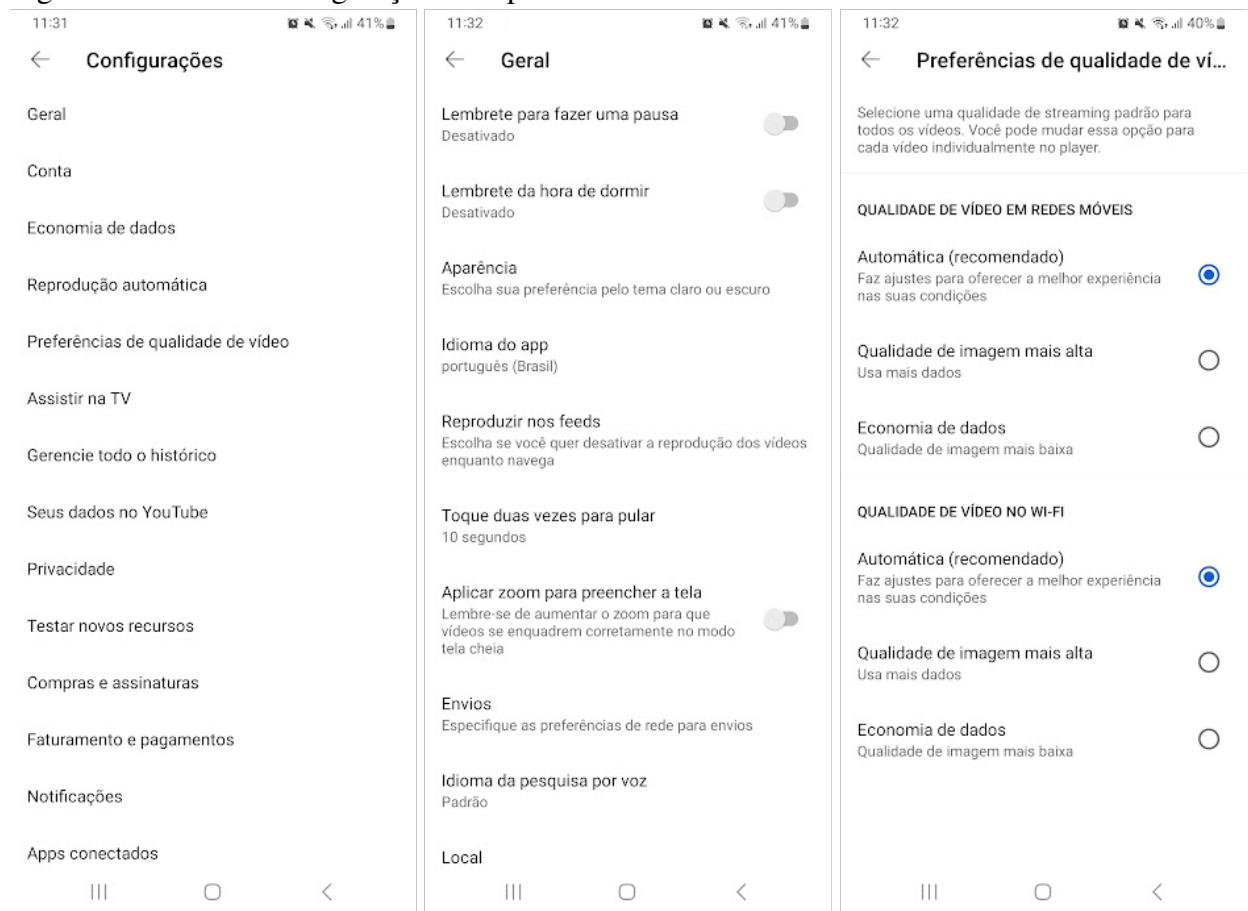 11:31
41%
Configurações
Geral
Conta
Economia de dados
Reprodução automática
Preferências de qualidade de vídeo
Assistir na TV
Gerencie todo o histórico
Seus dados no YouTube
Privacidade
Testar novos recursos
Compras e assinaturas
Faturamento e pagamentos
Notificações
Apps conectados
11:32
41%
Geral
Lembrete para fazer uma pausa
Desativado
Lembrete da hora de dormir
Desativado
Aparência
Escolha sua preferência pelo tema claro ou escuro
Idioma do app
português (Brasil)
Reproduzir nos feeds
Escolha se você quer desativar a reprodução dos vídeos
enquanto navega
Toque duas vezes para pular
10 segundos
Aplicar zoom para preencher a tela
Lembre-se de aumentar o zoom para que
vídeos se enquadrem corretamente no modo
tela cheia
Envios
Especifique as preferências de rede para envios
Idioma da pesquisa por voz
Padrão
Local
11:32
40%
Preferências de qualidade de ví...
Selecione uma qualidade de streaming padrão para
todos os vídeos. Você pode mudar essa opção para
cada vídeo individualmente no player.
QUALIDADE DE VÍDEO EM REDES MÓVEIS
Automática (recomendado)
Faz ajustes para oferecer a melhor experiência
nas suas condições
Qualidade de imagem mais alta
Usa mais dados
Economia de dados
Qualidade de imagem mais baixa
QUALIDADE DE VÍDEO NO WI-FI
Automática (recomendado)
Faz ajustes para oferecer a melhor experiência
nas suas condições
Qualidade de imagem mais alta
Usa mais dados
Economia de dados
Qualidade de imagem mais baixa